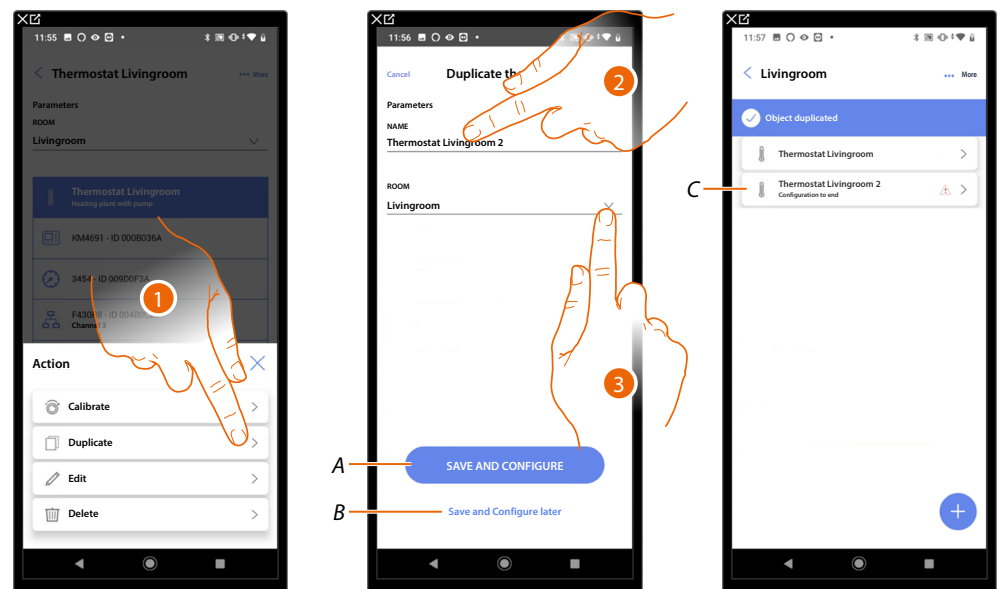 11:55
Thermostat Livingroom
More
Parameters
ROOM
Livingroom
Thermostat Livingroom
Heating plant with pump
KM4691 - ID 000B036A
3454 - ID 009D0F3A
Channel 3
1
Action
Calibrate
Duplicate
Edit
Delete
11:56
Cancel
Duplicate th
2
Parameters
NAME
Thermostat Livingroom 2
ROOM
Livingroom
3
A
SAVE AND CONFIGURE
B
Save and Configure later
11:57
Livingroom
More
Object duplicated
Thermostat Livingroom
C
Thermostat Livingroom 2
Configuration to end